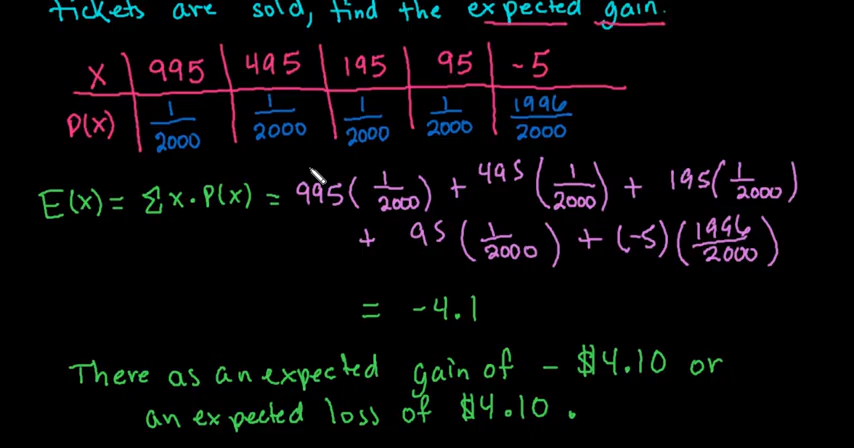 tickets are sold, find the expected gain.
X | 995 | 495 | 195 | 95 | -5
P(X) | 1/2000 | 1/2000 | 1/2000 | 1/2000 | 1996/2000
E(x) = Σ x · P(x) = 995(1/2000) + 495(1/2000) + 195(1/2000)
+ 95(1/2000) + (-5)(1996/2000)
= -4.1
There as an expected gain of - $4.10 or
an expected loss of $4.10.